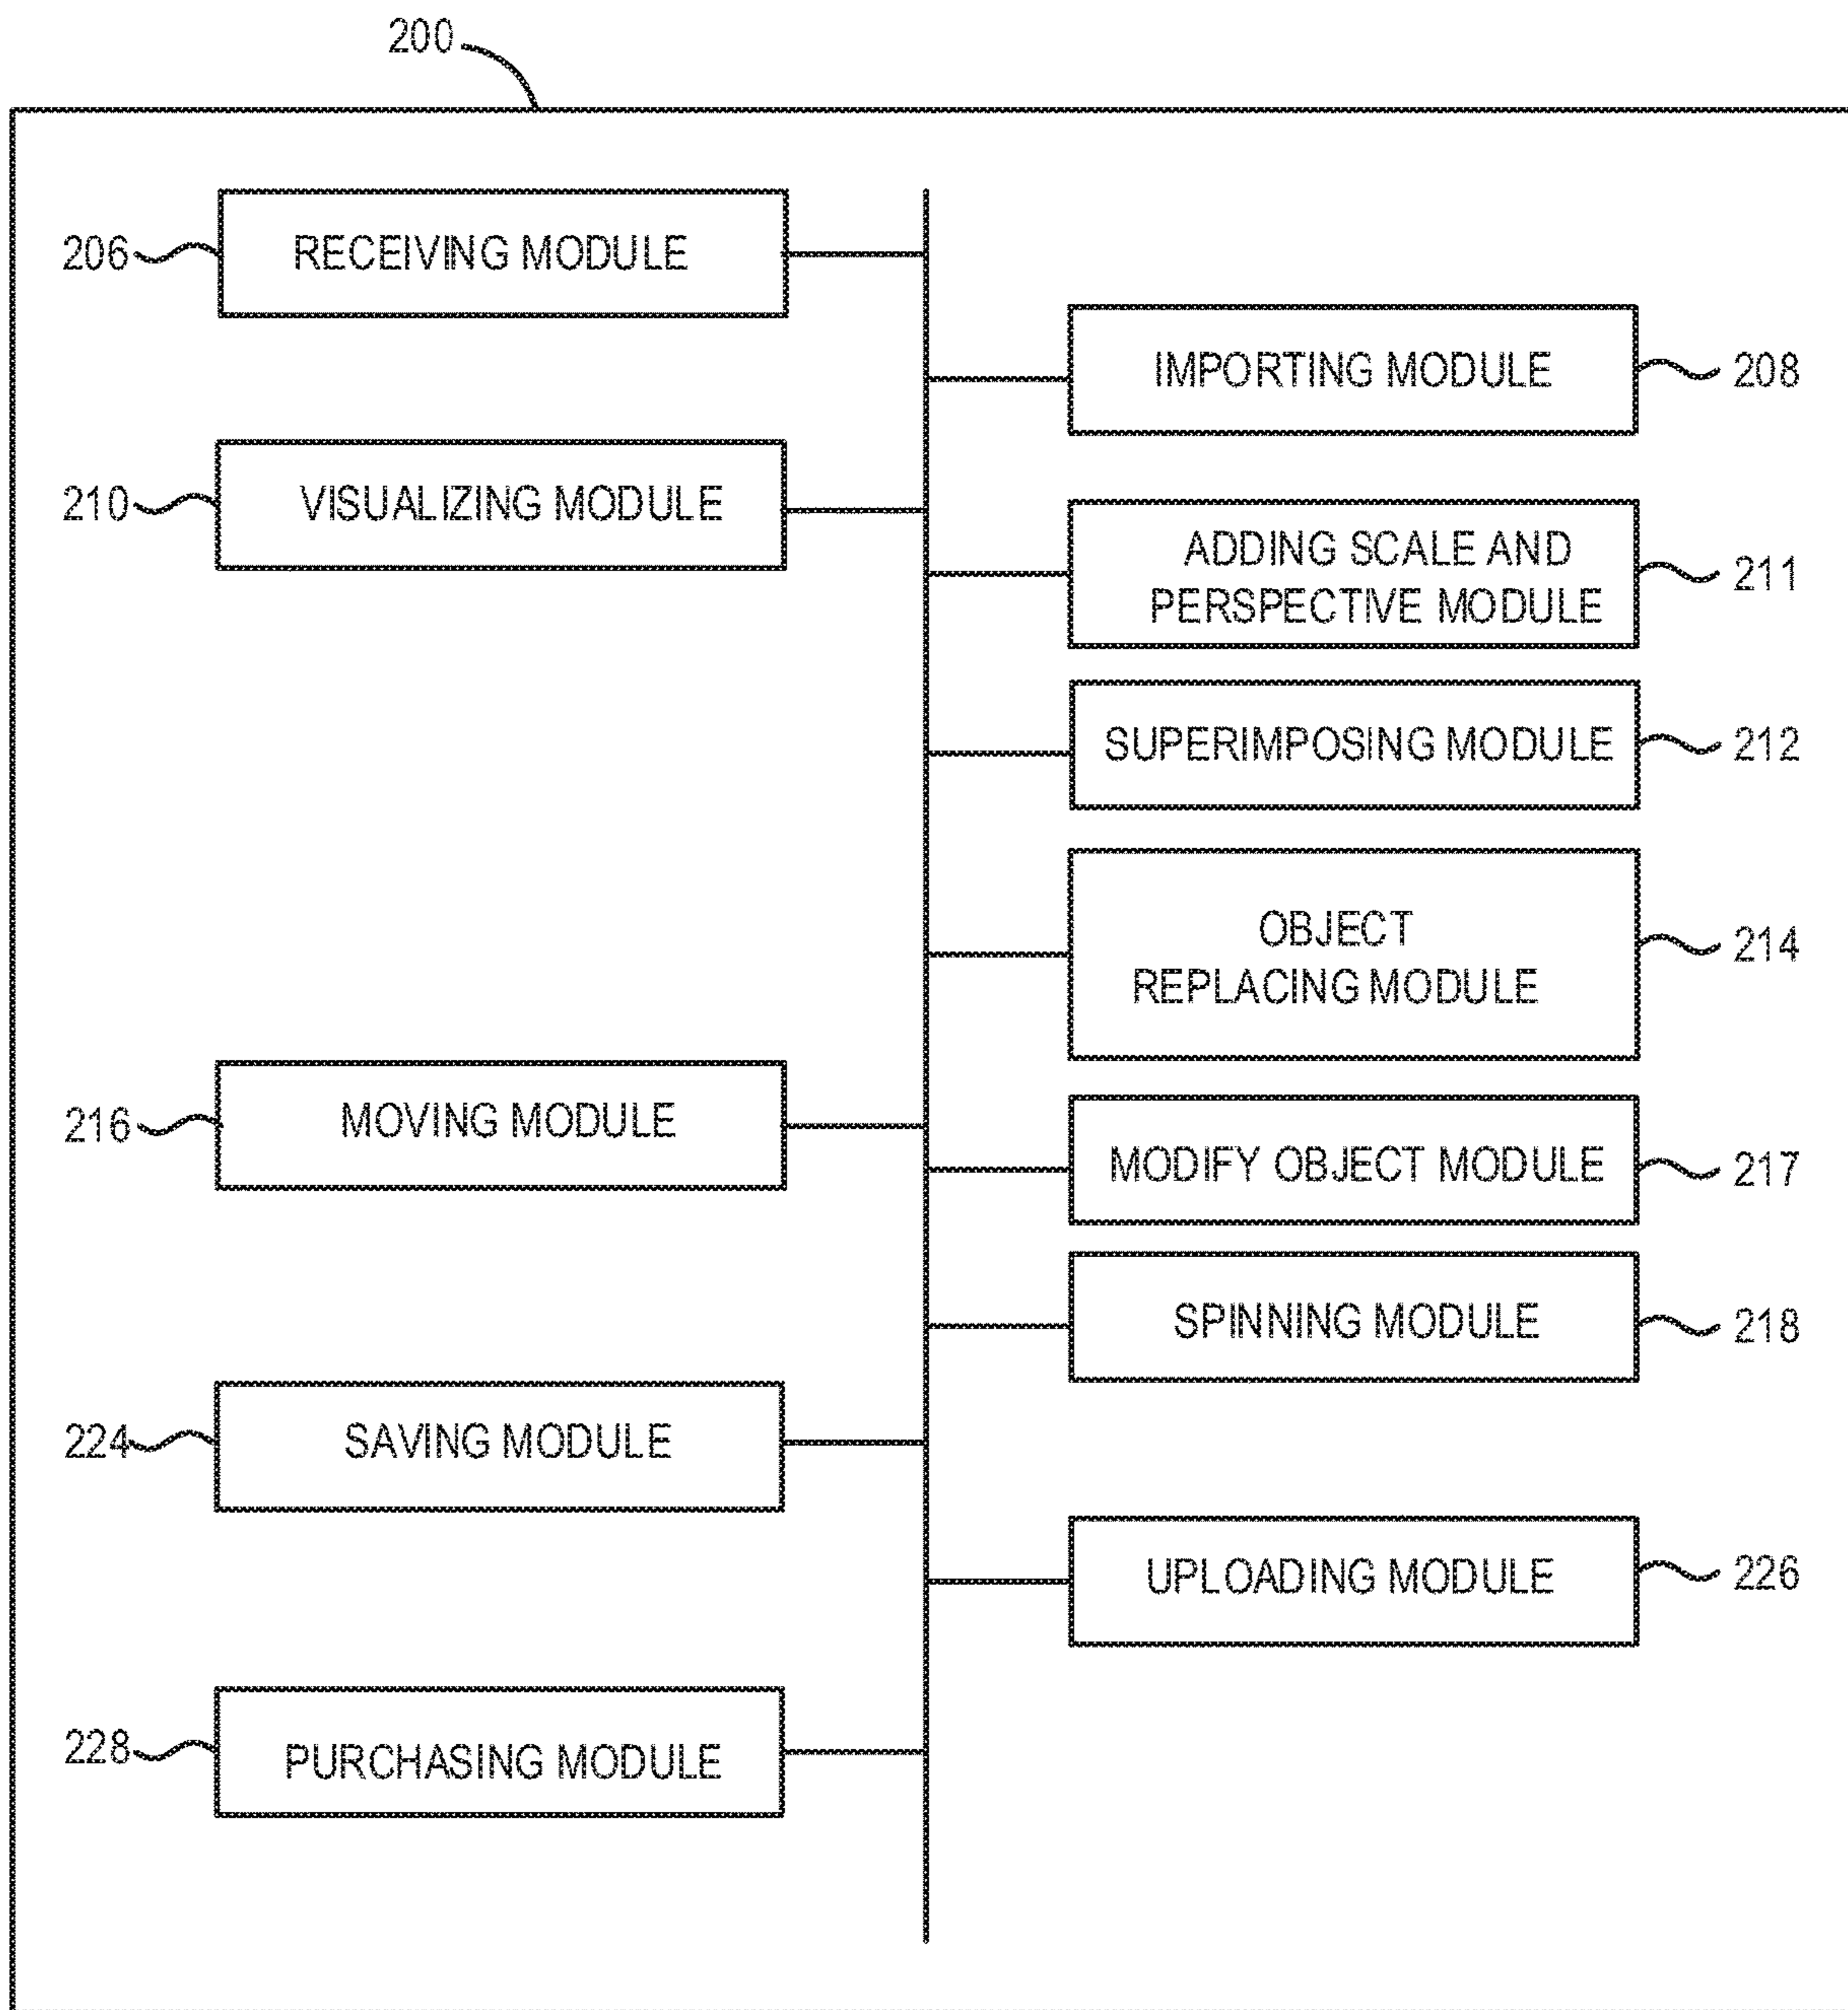 200
206
RECEIVING MODULE
IMPORTING MODULE
208
210
VISUALIZING MODULE
ADDING SCALE AND
PERSPECTIVE MODULE
211
SUPERIMPOSING MODULE
212
OBJECT
REPLACING MODULE
214
216
MOVING MODULE
MODIFY OBJECT MODULE
217
SPINNING MODULE
218
224
SAVING MODULE
UPLOADING MODULE
226
228
PURCHASING MODULE